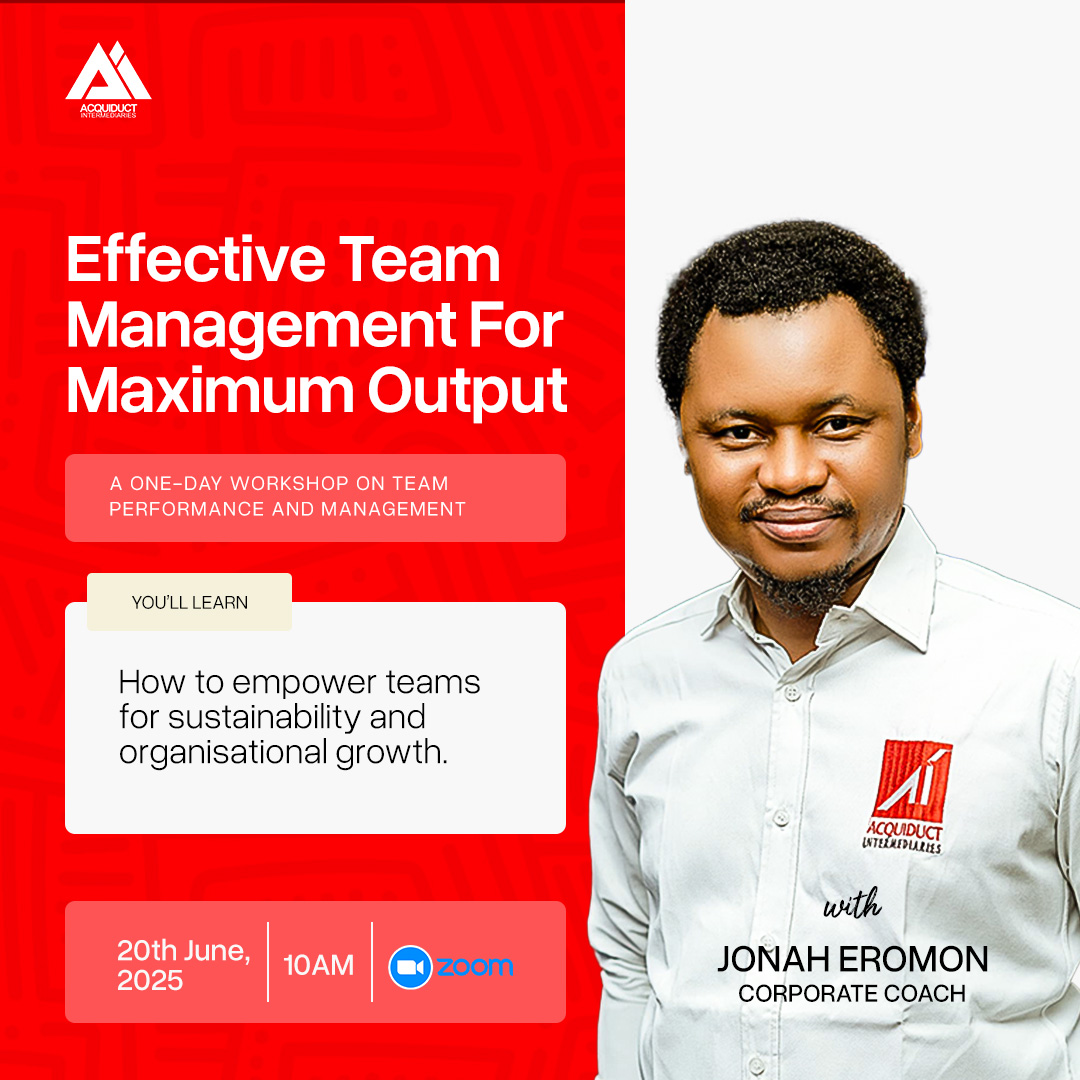 ACQUIDUCT
INTERMEDIARIES
Effective Team
Management For
Maximum Output
A ONE-DAY WORKSHOP ON TEAM
PERFORMANCE AND MANAGEMENT
YOU'LL LEARN
How to empower teams
for sustainability and
organisational growth.
20th June,
2025
10AM
zoom
ACQUIDUCT
INTERMEDIARIES
with
JONAH EROMON
CORPORATE COACH